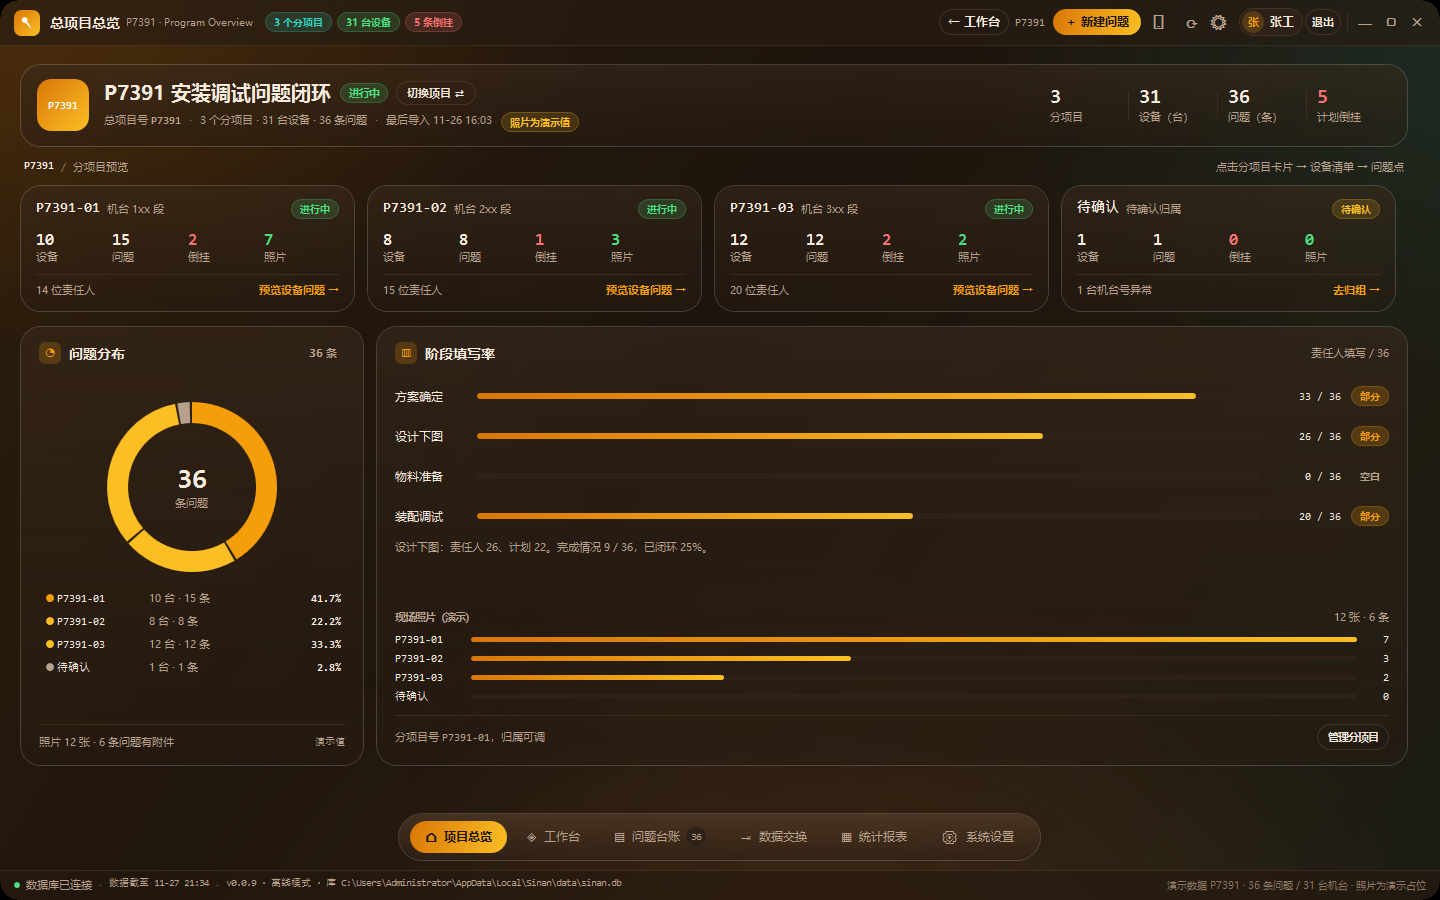 总项目总览 P7391 · Program Overview 3 个分项目 31 台设备 5 条倒挂 ← 工作台 P7391 + 新建问题 张 张工 退出
P7391 P7391 安装调试问题闭环 进行中 切换项目 ⇄
总项目号 P7391 · 3 个分项目 · 31 台设备 · 36 条问题 · 最后导入 11-26 16:03 照片为演示值
3 31 36 5
分项目 设备（台） 问题（条） 计划倒挂
P7391 / 分项目预览 点击分项目卡片 → 设备清单 → 问题点
P7391-01 机台 1xx 段 进行中
10 15 2 7
设备 问题 倒挂 照片
14 位责任人 预览设备问题 →
P7391-02 机台 2xx 段 进行中
8 8 1 3
设备 问题 倒挂 照片
15 位责任人 预览设备问题 →
P7391-03 机台 3xx 段 进行中
12 12 2 2
设备 问题 倒挂 照片
20 位责任人 预览设备问题 →
待确认 待确认归属 待确认
1 1 0 0
设备 问题 倒挂 照片
1 台机台号异常 去归组 →
问题分布 36 条
36
条问题
P7391-01 10 台 · 15 条 41.7%
P7391-02 8 台 · 8 条 22.2%
P7391-03 12 台 · 12 条 33.3%
待确认 1 台 · 1 条 2.8%
照片 12 张 · 6 条问题有附件 演示值
阶段填写率 责任人填写 / 36
方案确定 33 / 36 部分
设计下图 26 / 36 部分
物料准备 0 / 36 空白
装配调试 20 / 36 部分
设计下图：责任人 26、计划 22。完成情况 9 / 36，已闭环 25%。
现场照片（演示） 12 张 · 6 条
P7391-01 7
P7391-02 3
P7391-03 2
待确认 0
分项目号 P7391-01，归属可调 管理分项目
项目总览 工作台 问题台账 36 数据交换 统计报表 系统设置
数据库已连接 · 数据截至 11-27 21:34 · v0.0.9 · 离线模式 · 库 C:\Users\Administrator\AppData\Local\Sinan\data\sinan.db 演示数据 P7391 · 36 条问题 / 31 台机台 · 照片为演示占位